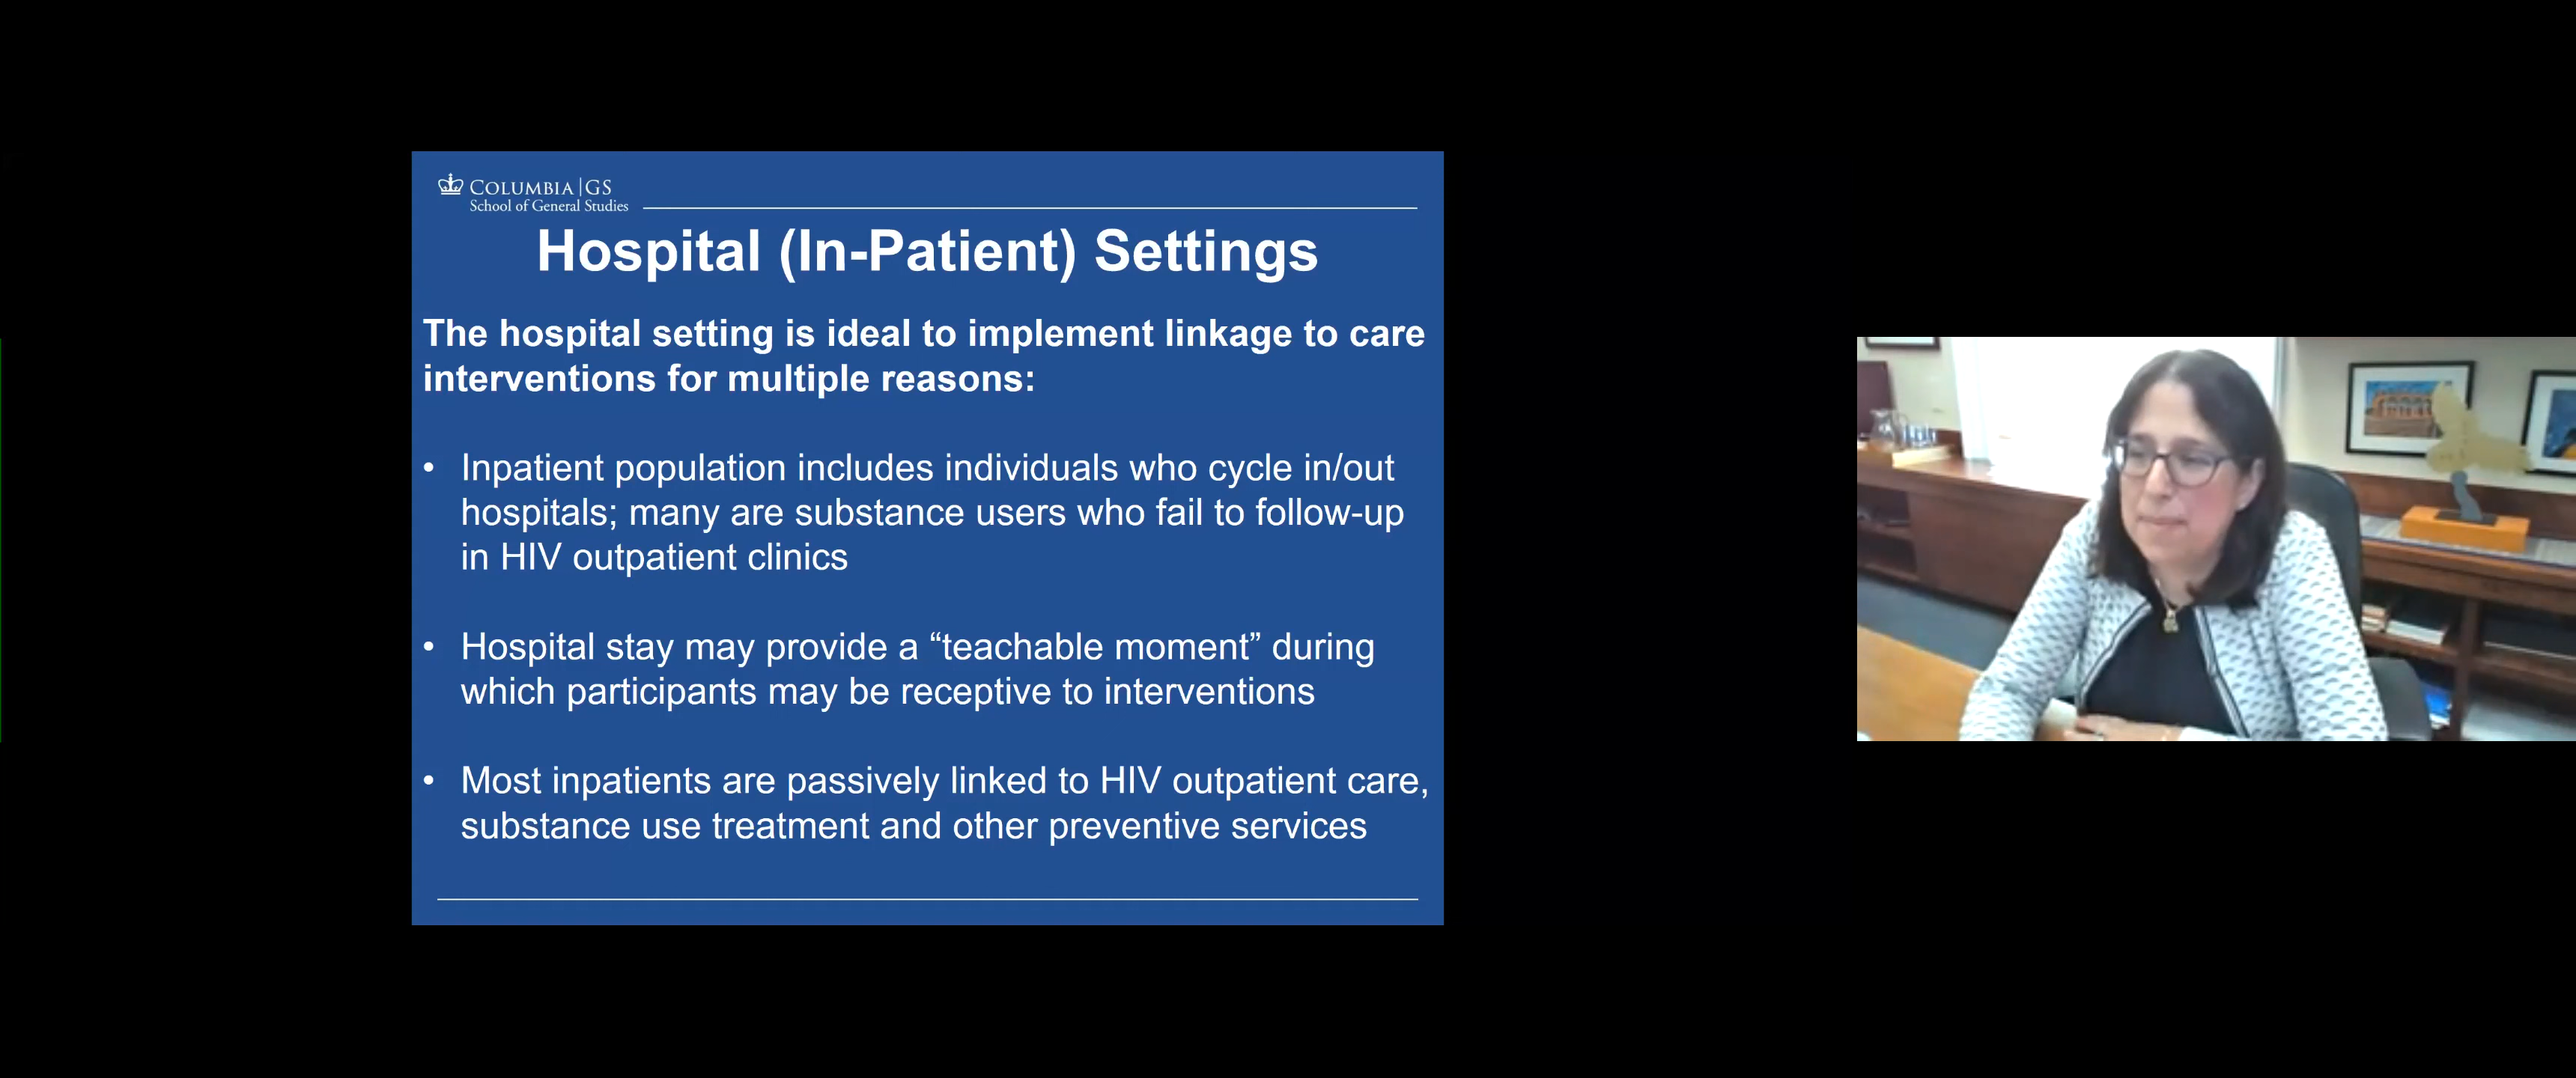 COLUMBIA | GS
School of General Studies
Hospital (In-Patient) Settings
The hospital setting is ideal to implement linkage to care
interventions for multiple reasons:
• Inpatient population includes individuals who cycle in/out
hospitals; many are substance users who fail to follow-up
in HIV outpatient clinics
• Hospital stay may provide a “teachable moment” during
which participants may be receptive to interventions
• Most inpatients are passively linked to HIV outpatient care,
substance use treatment and other preventive services